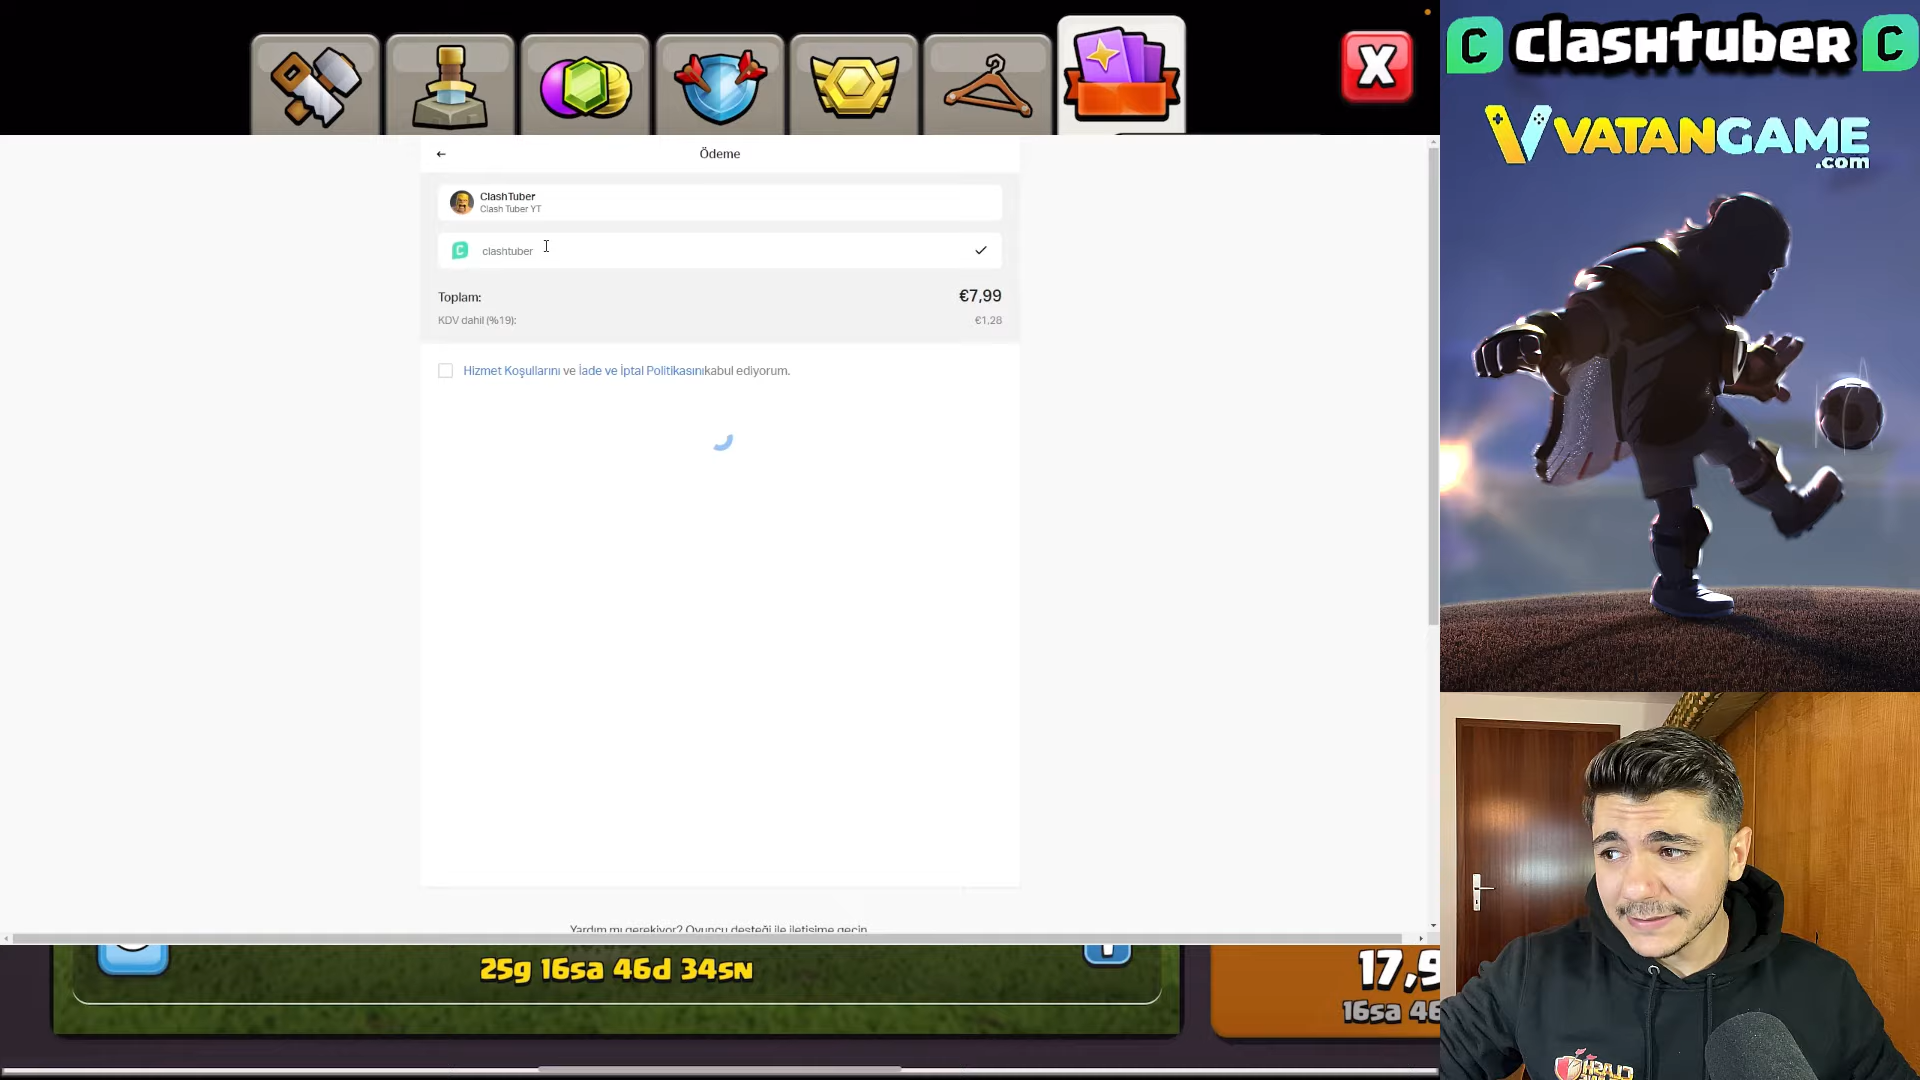 C clashtuber C
VATANGAME
.com
Ödeme
ClashTuber
Clash Tuber YT
clashtuber
Toplam: €7,99
KDV dahil (%19): €1,28
Hizmet Koşullarını ve İade ve İptal Politikasınıkabul ediyorum.
Yardım mı gerekiyor? Oyuncu desteği ile iletişime geçin
25g 16sa 46d 34sn
17,9
16sa 46
CLASH